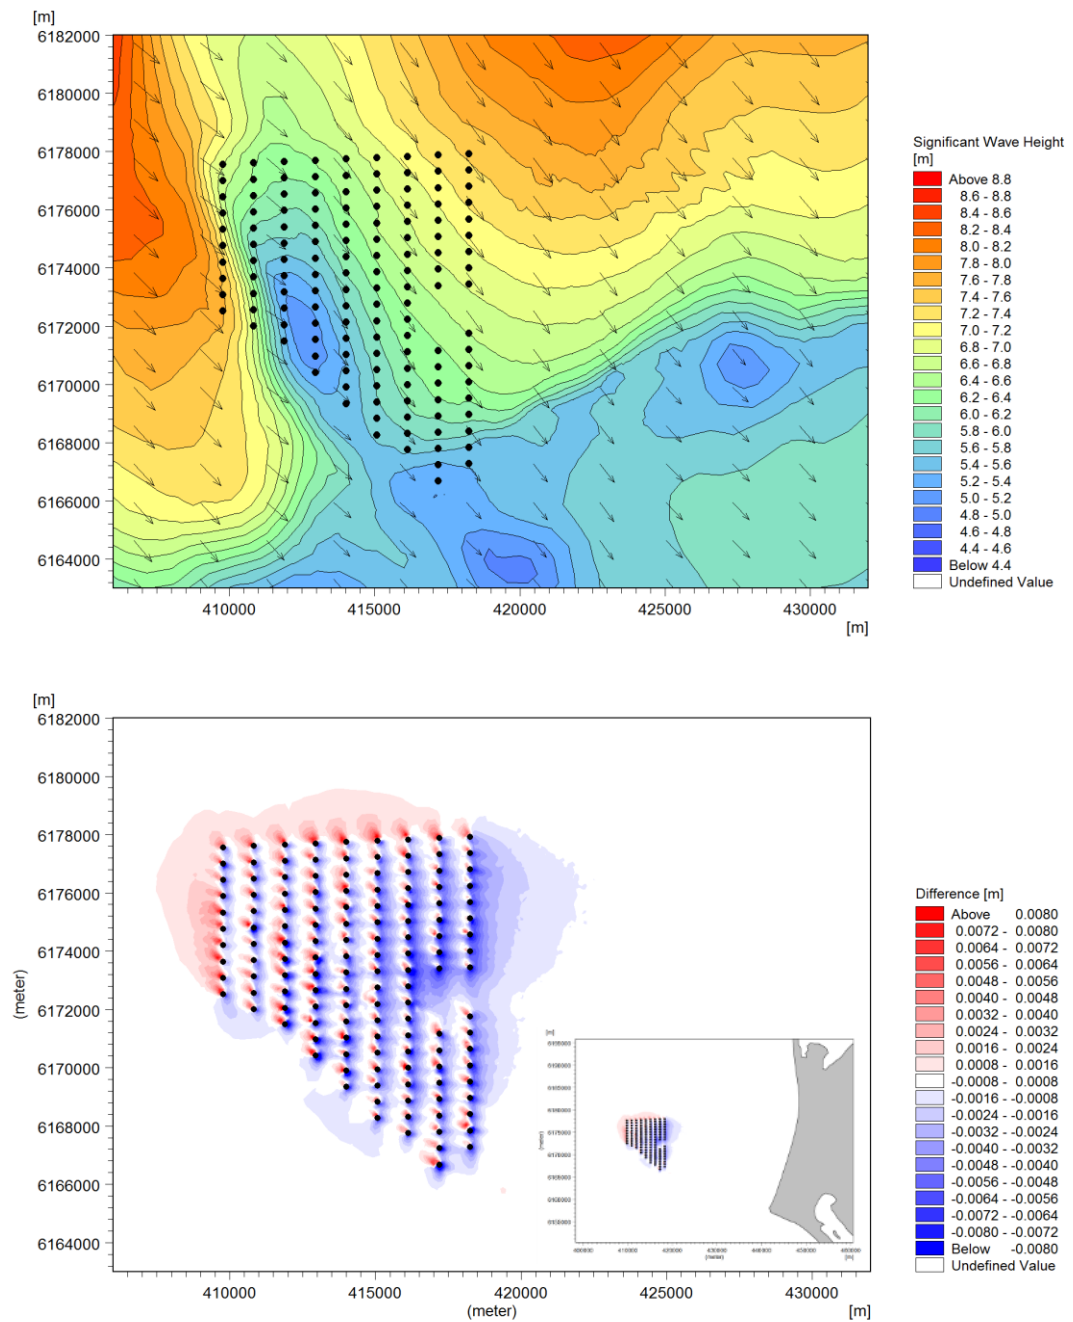 [m]
6182000
6180000
6178000
6176000
6174000
6172000
6170000
6168000
6166000
6164000
410000 415000 420000 425000 430000
[m]
Significant Wave Height
[m]
Above 8.8
8.6 - 8.8
8.4 - 8.6
8.2 - 8.4
8.0 - 8.2
7.8 - 8.0
7.6 - 7.8
7.4 - 7.6
7.2 - 7.4
7.0 - 7.2
6.8 - 7.0
6.6 - 6.8
6.4 - 6.6
6.2 - 6.4
6.0 - 6.2
5.8 - 6.0
5.6 - 5.8
5.4 - 5.6
5.2 - 5.4
5.0 - 5.2
4.8 - 5.0
4.6 - 4.8
4.4 - 4.6
Below 4.4
Undefined Value
[m]
6182000
6180000
6178000
6176000
6174000
6172000
6170000
6168000
6166000
6164000
(meter)
410000 415000 420000 425000 430000
(meter) [m]
[m]
(meter)
(meter) [m]
Difference [m]
Above 0.0080
0.0072 - 0.0080
0.0064 - 0.0072
0.0056 - 0.0064
0.0048 - 0.0056
0.0040 - 0.0048
0.0032 - 0.0040
0.0024 - 0.0032
0.0016 - 0.0024
0.0008 - 0.0016
-0.0008 - 0.0008
-0.0016 - -0.0008
-0.0024 - -0.0016
-0.0032 - -0.0024
-0.0040 - -0.0032
-0.0048 - -0.0040
-0.0056 - -0.0048
-0.0064 - -0.0056
-0.0072 - -0.0064
-0.0080 - -0.0072
Below -0.0080
Undefined Value